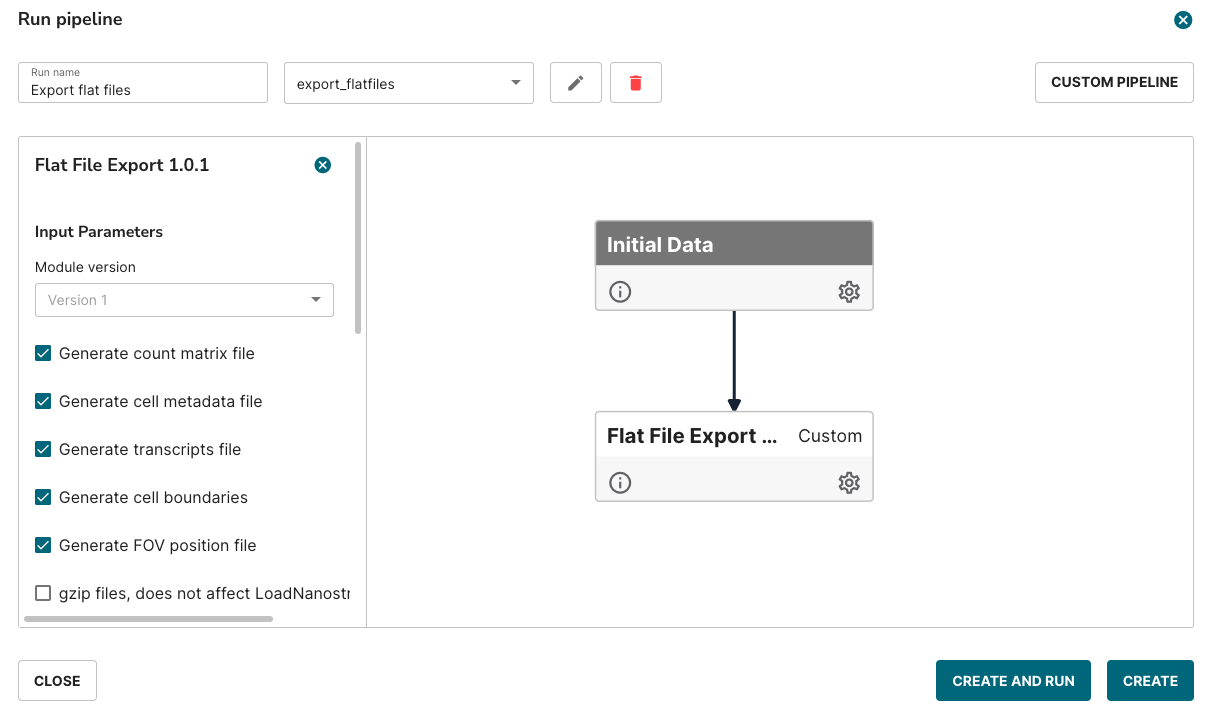 Run pipeline
Run name
Export flat files
export_flatfiles
CUSTOM PIPELINE
Flat File Export 1.0.1
Input Parameters
Module version
Version 1
Generate count matrix file
Generate cell metadata file
Generate transcripts file
Generate cell boundaries
Generate FOV position file
gzip files, does not affect LoadNanostr
Initial Data
Flat File Export ... Custom
CLOSE
CREATE AND RUN
CREATE